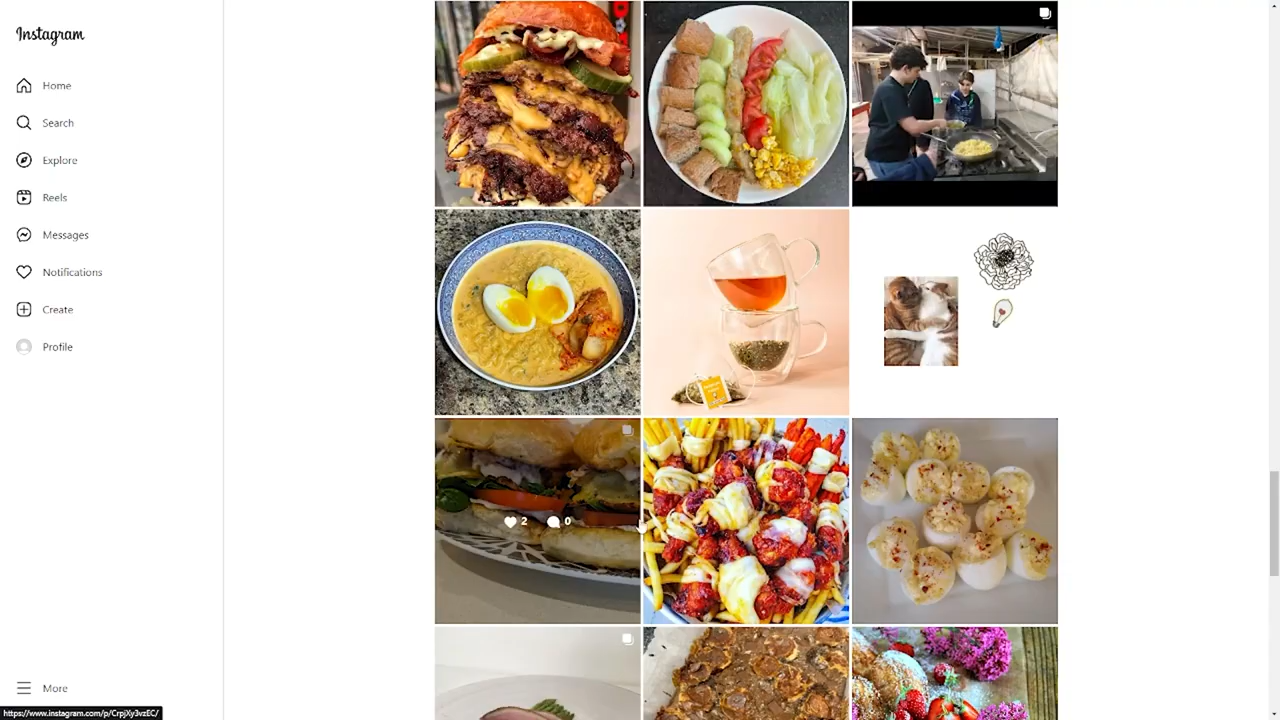 Instagram
Home
Search
Explore
Reels
Messages
Notifications
Create
Profile
2 0
More
https://www.instagram.com/p/CrpjXy3vzEC/